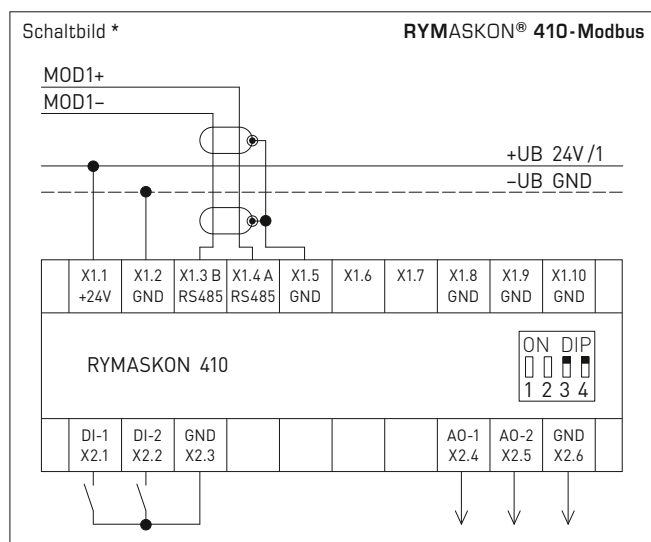 Schaltbild *
RYMASKON® 410-Modbus
MOD1+
MOD1–
+UB 24V/1
–UB GND
X1.1 X1.2 X1.3 B X1.4 A X1.5 X1.6 X1.7 X1.8 X1.9 X1.10
+24V GND RS485 RS485 GND GND GND GND
RYMASKON 410
ON DIP
1 2 3 4
DI-1 DI-2 GND AO-1 AO-2 GND
X2.1 X2.2 X2.3 X2.4 X2.5 X2.6